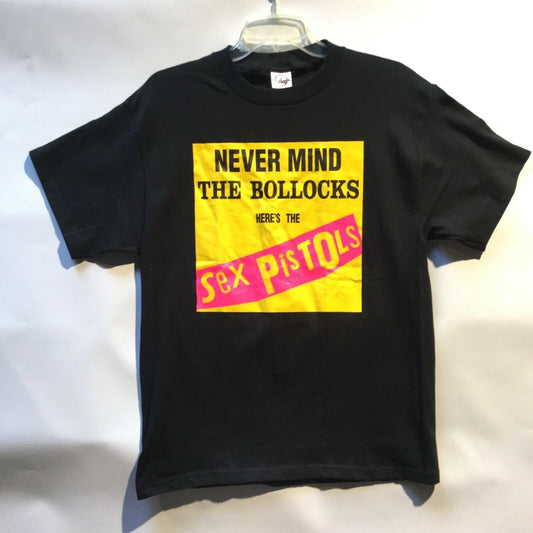 NEVER MiND
THE BOLLOCKS
HERE'S THE
SeX PiSTOLS